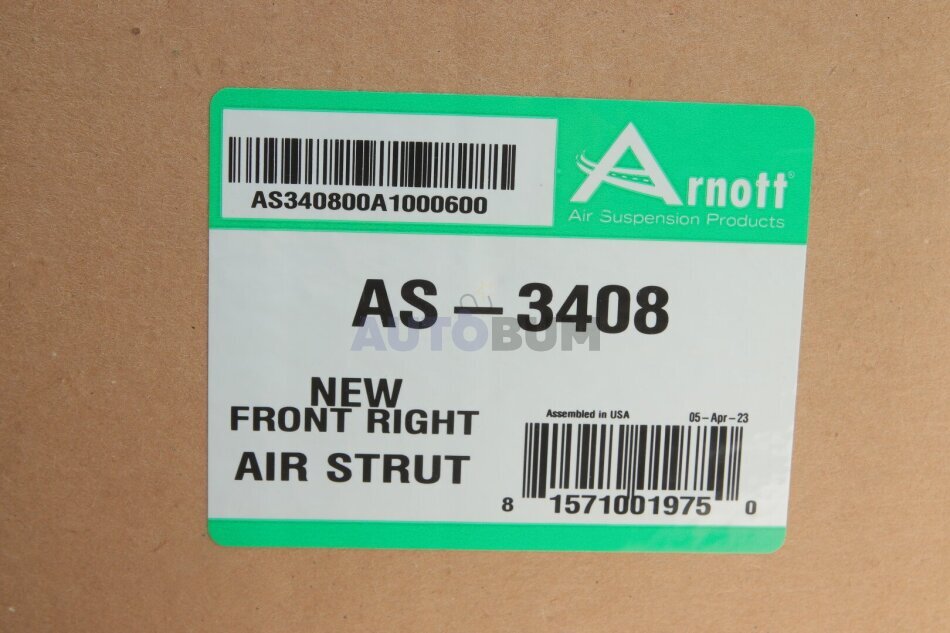 AS340800A1000600
Arnott®
Air Suspension Products
AS-3408
AUTOBUM
NEW
FRONT RIGHT
AIR STRUT
Assembled in USA 05-Apr-23
8 1571001975 0